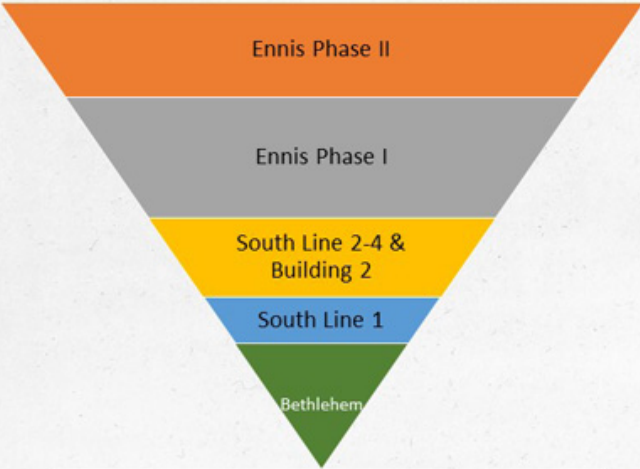 Ennis Phase II
Ennis Phase I
South Line 2-4 &
Building 2
South Line 1
Bethlehem